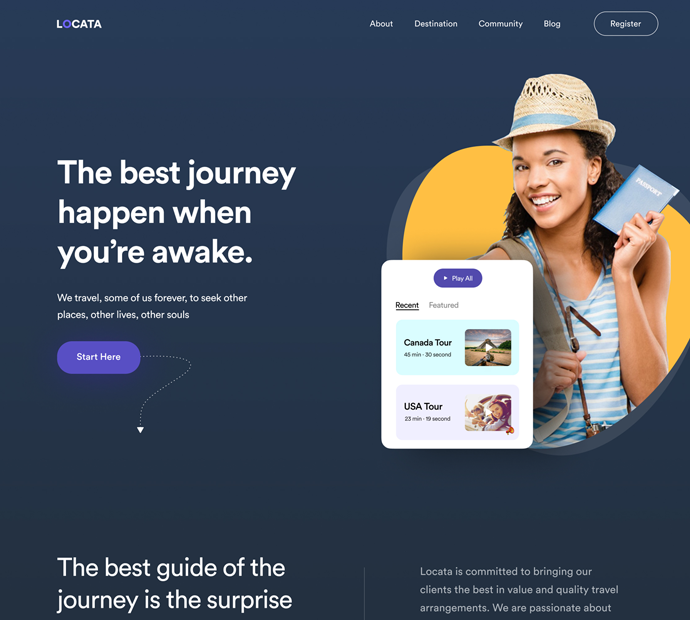 LOCATA
About Destination Community Blog Register
The best journey
happen when
you're awake.
We travel, some of us forever, to seek other
places, other lives, other souls
Start Here
PASSPORT
Play All
Recent Featured
Canada Tour
45 min - 30 second
USA Tour
23 min - 19 second
The best guide of the
journey is the surprise
Locata is committed to bringing our
clients the best in value and quality travel
arrangements. We are passionate about